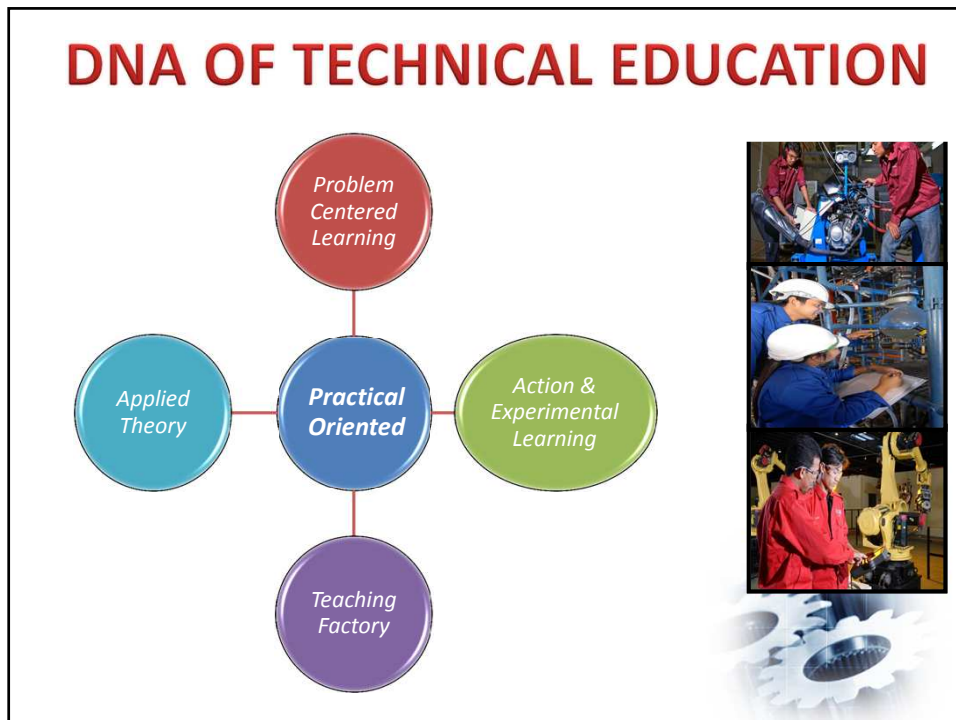 DNA OF TECHNICAL EDUCATION
Problem
Centered
Learning
Applied
Theory
Practical
Oriented
Action &
Experimental
Learning
Teaching
Factory